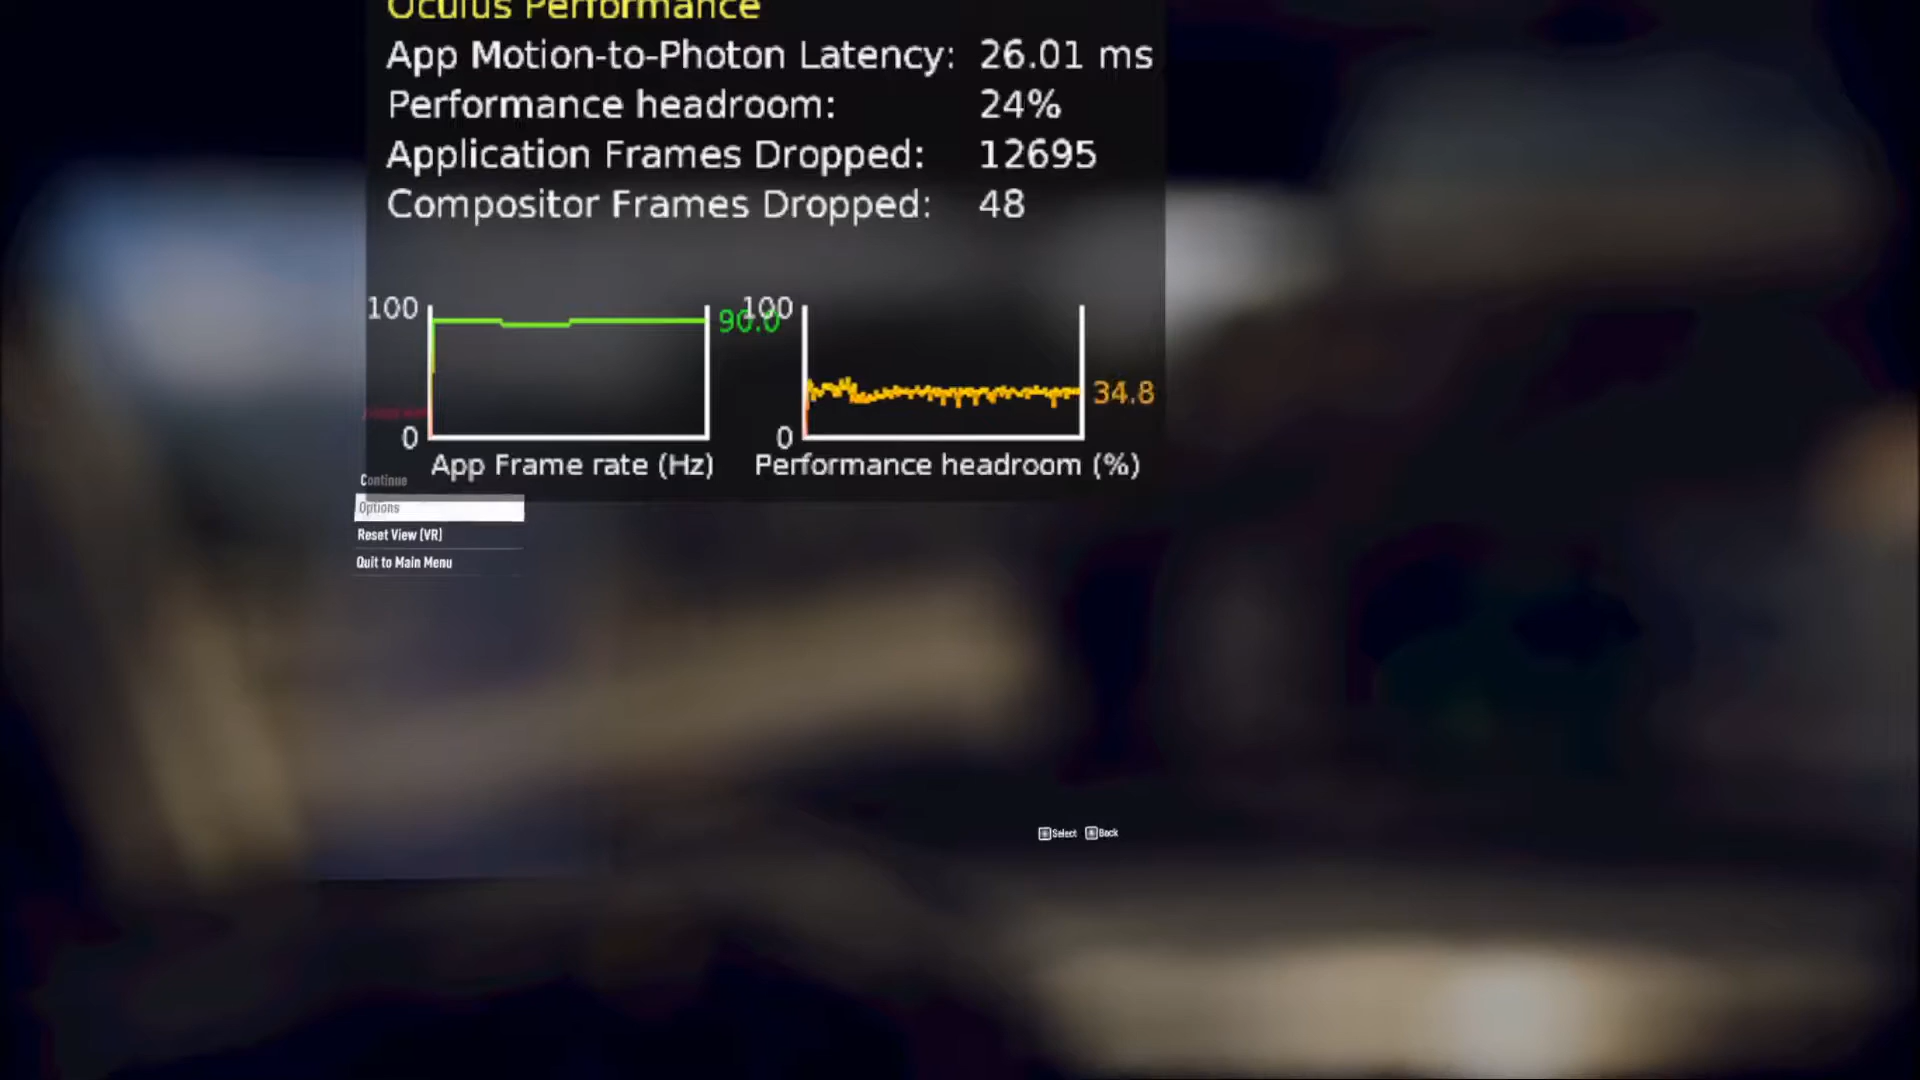 Oculus Performance
App Motion-to-Photon Latency: 26.01 ms
Performance headroom: 24%
Application Frames Dropped: 12695
Compositor Frames Dropped: 48
100 90.0 100
34.8
0 0
App Frame rate (Hz) Performance headroom (%)
Continue
Options
Reset View (VR)
Quit to Main Menu
Select Back